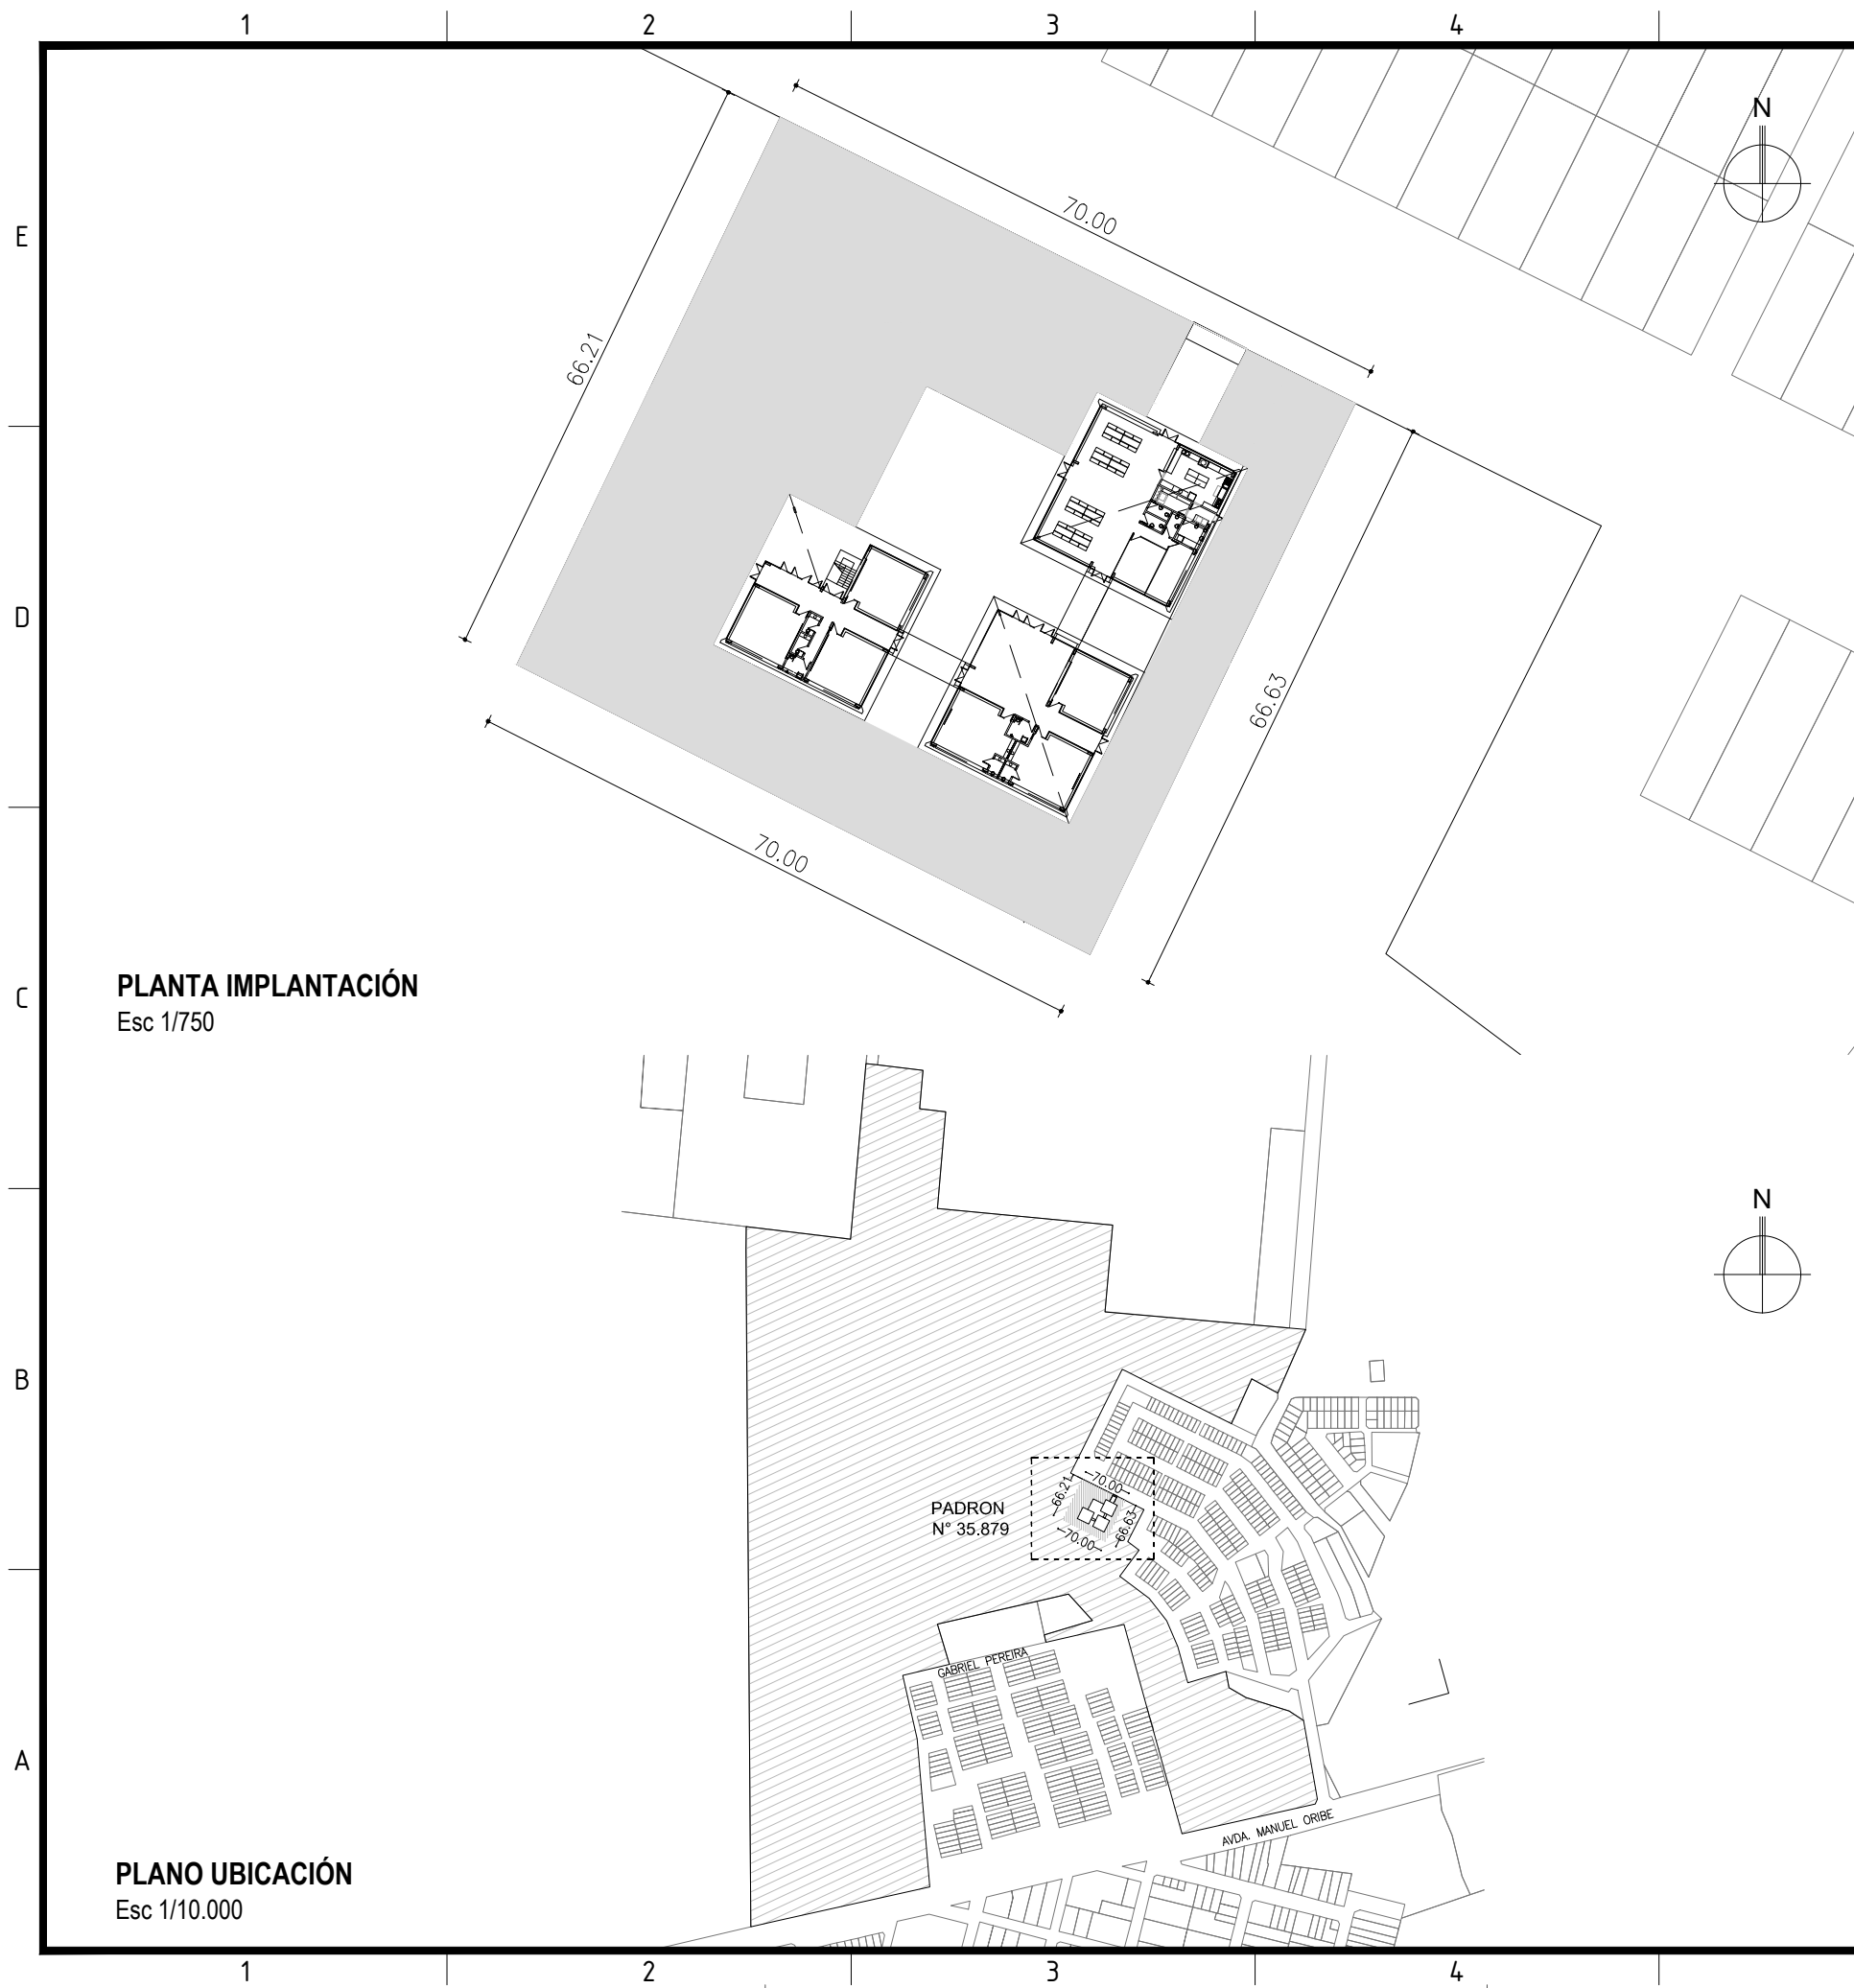 1 2 3 4
N
70.00
E
66.21
D
66.63
70.00
C
PLANTA IMPLANTACIÓN
Esc 1/750
N
B
66.21
70.00
PADRON
N° 35.879
66.63
70.00
GABRIEL PEREIRA
A
AVDA. MANUEL ORIBE
PLANO UBICACIÓN
Esc 1/10.000
1 2 3 4